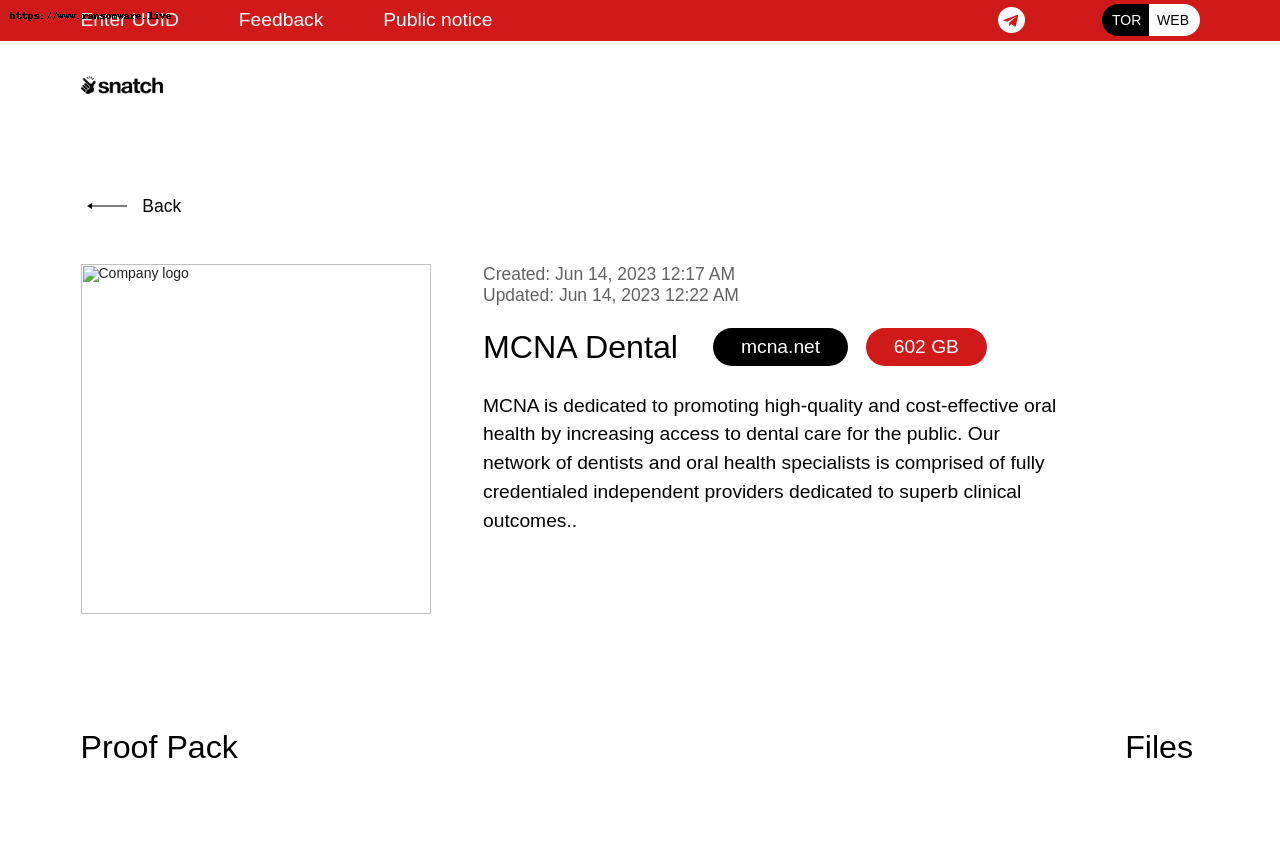 https://www.ransomware.live
Enter UUID Feedback Public notice TOR WEB
snatch
Back
Company logo
Created: Jun 14, 2023 12:17 AM
Updated: Jun 14, 2023 12:22 AM
MCNA Dental mcna.net 602 GB
MCNA is dedicated to promoting high-quality and cost-effective oral
health by increasing access to dental care for the public. Our
network of dentists and oral health specialists is comprised of fully
credentialed independent providers dedicated to superb clinical
outcomes..
Proof Pack Files